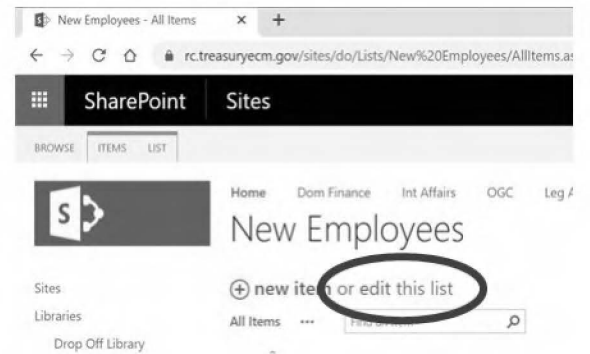 New Employees - All Items
rc.treasuryecm.gov/sites/do/Lists/New%20Employees/AllItems.as
SharePoint Sites
BROWSE ITEMS LIST
S
Home Dom Finance Int Affairs OGC Leg A
New Employees
new item or edit this list
Sites
Libraries
All Items ...
Drop Off Library